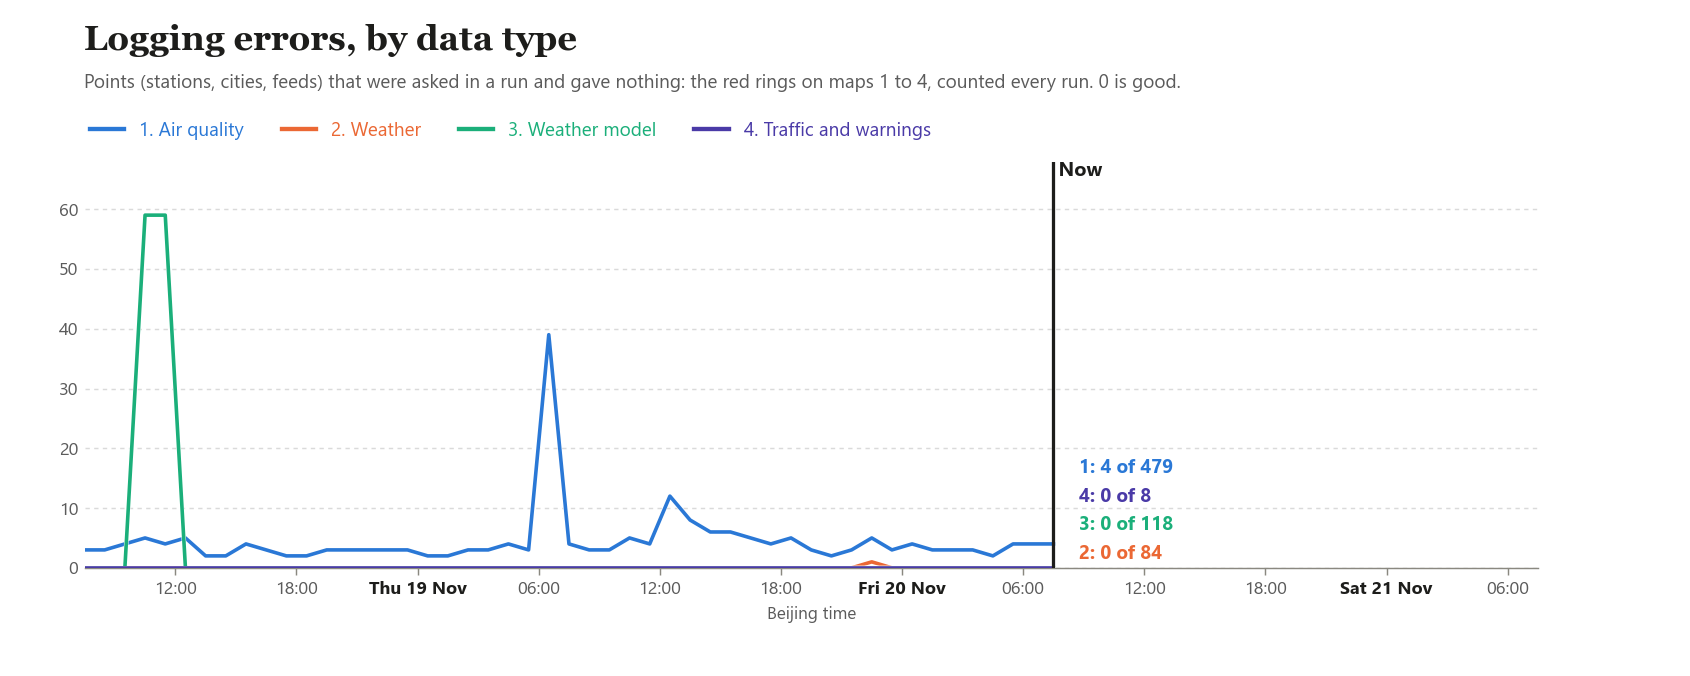 Logging errors, by data type
Points (stations, cities, feeds) that were asked in a run and gave nothing: the red rings on maps 1 to 4, counted every run. 0 is good.
1. Air quality 2. Weather 3. Weather model 4. Traffic and warnings
Now
60
50
40
30
20
10
0
1: 4 of 479
4: 0 of 8
3: 0 of 118
2: 0 of 84
12:00 18:00 Thu 19 Nov 06:00 12:00 18:00 Fri 20 Nov 06:00 12:00 18:00 Sat 21 Nov 06:00
Beijing time